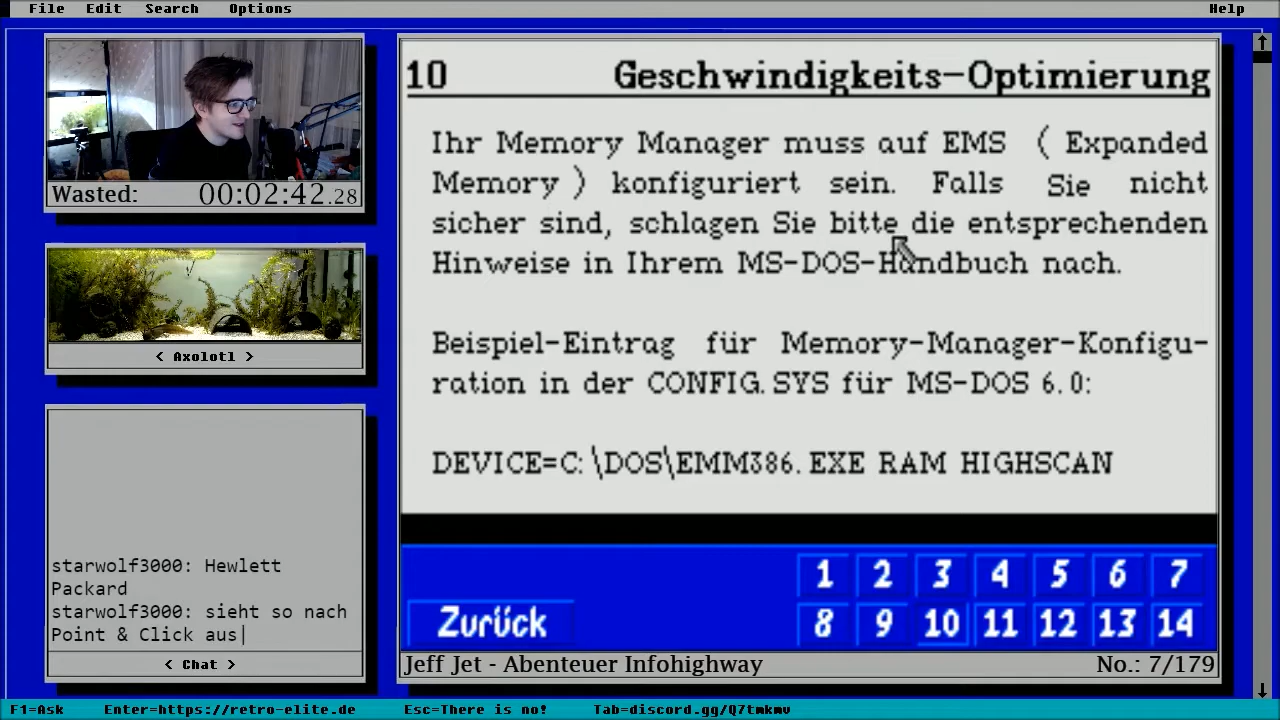 File Edit Search Options Help
Wasted: 00:02:42.28
< Axolotl >
starwolf3000: Hewlett
Packard
starwolf3000: sieht so nach
Point & Click aus
< Chat >
10 Geschwindigkeits-Optimierung
Ihr Memory Manager muss auf EMS ( Expanded
Memory ) konfiguriert sein. Falls Sie nicht
sicher sind, schlagen Sie bitte die entsprechenden
Hinweise in Ihrem MS-DOS-Handbuch nach.
Beispiel-Eintrag für Memory-Manager-Konfigu-
ration in der CONFIG.SYS für MS-DOS 6.0:
DEVICE=C:\DOS\EMM386.EXE RAM HIGHSCAN
1 2 3 4 5 6 7
Zurück 8 9 10 11 12 13 14
Jeff Jet - Abenteuer Infohighway No.: 7/179
F1=Ask Enter=https://retro-elite.de Esc=There is no! Tab=discord.gg/Q7tmkmv